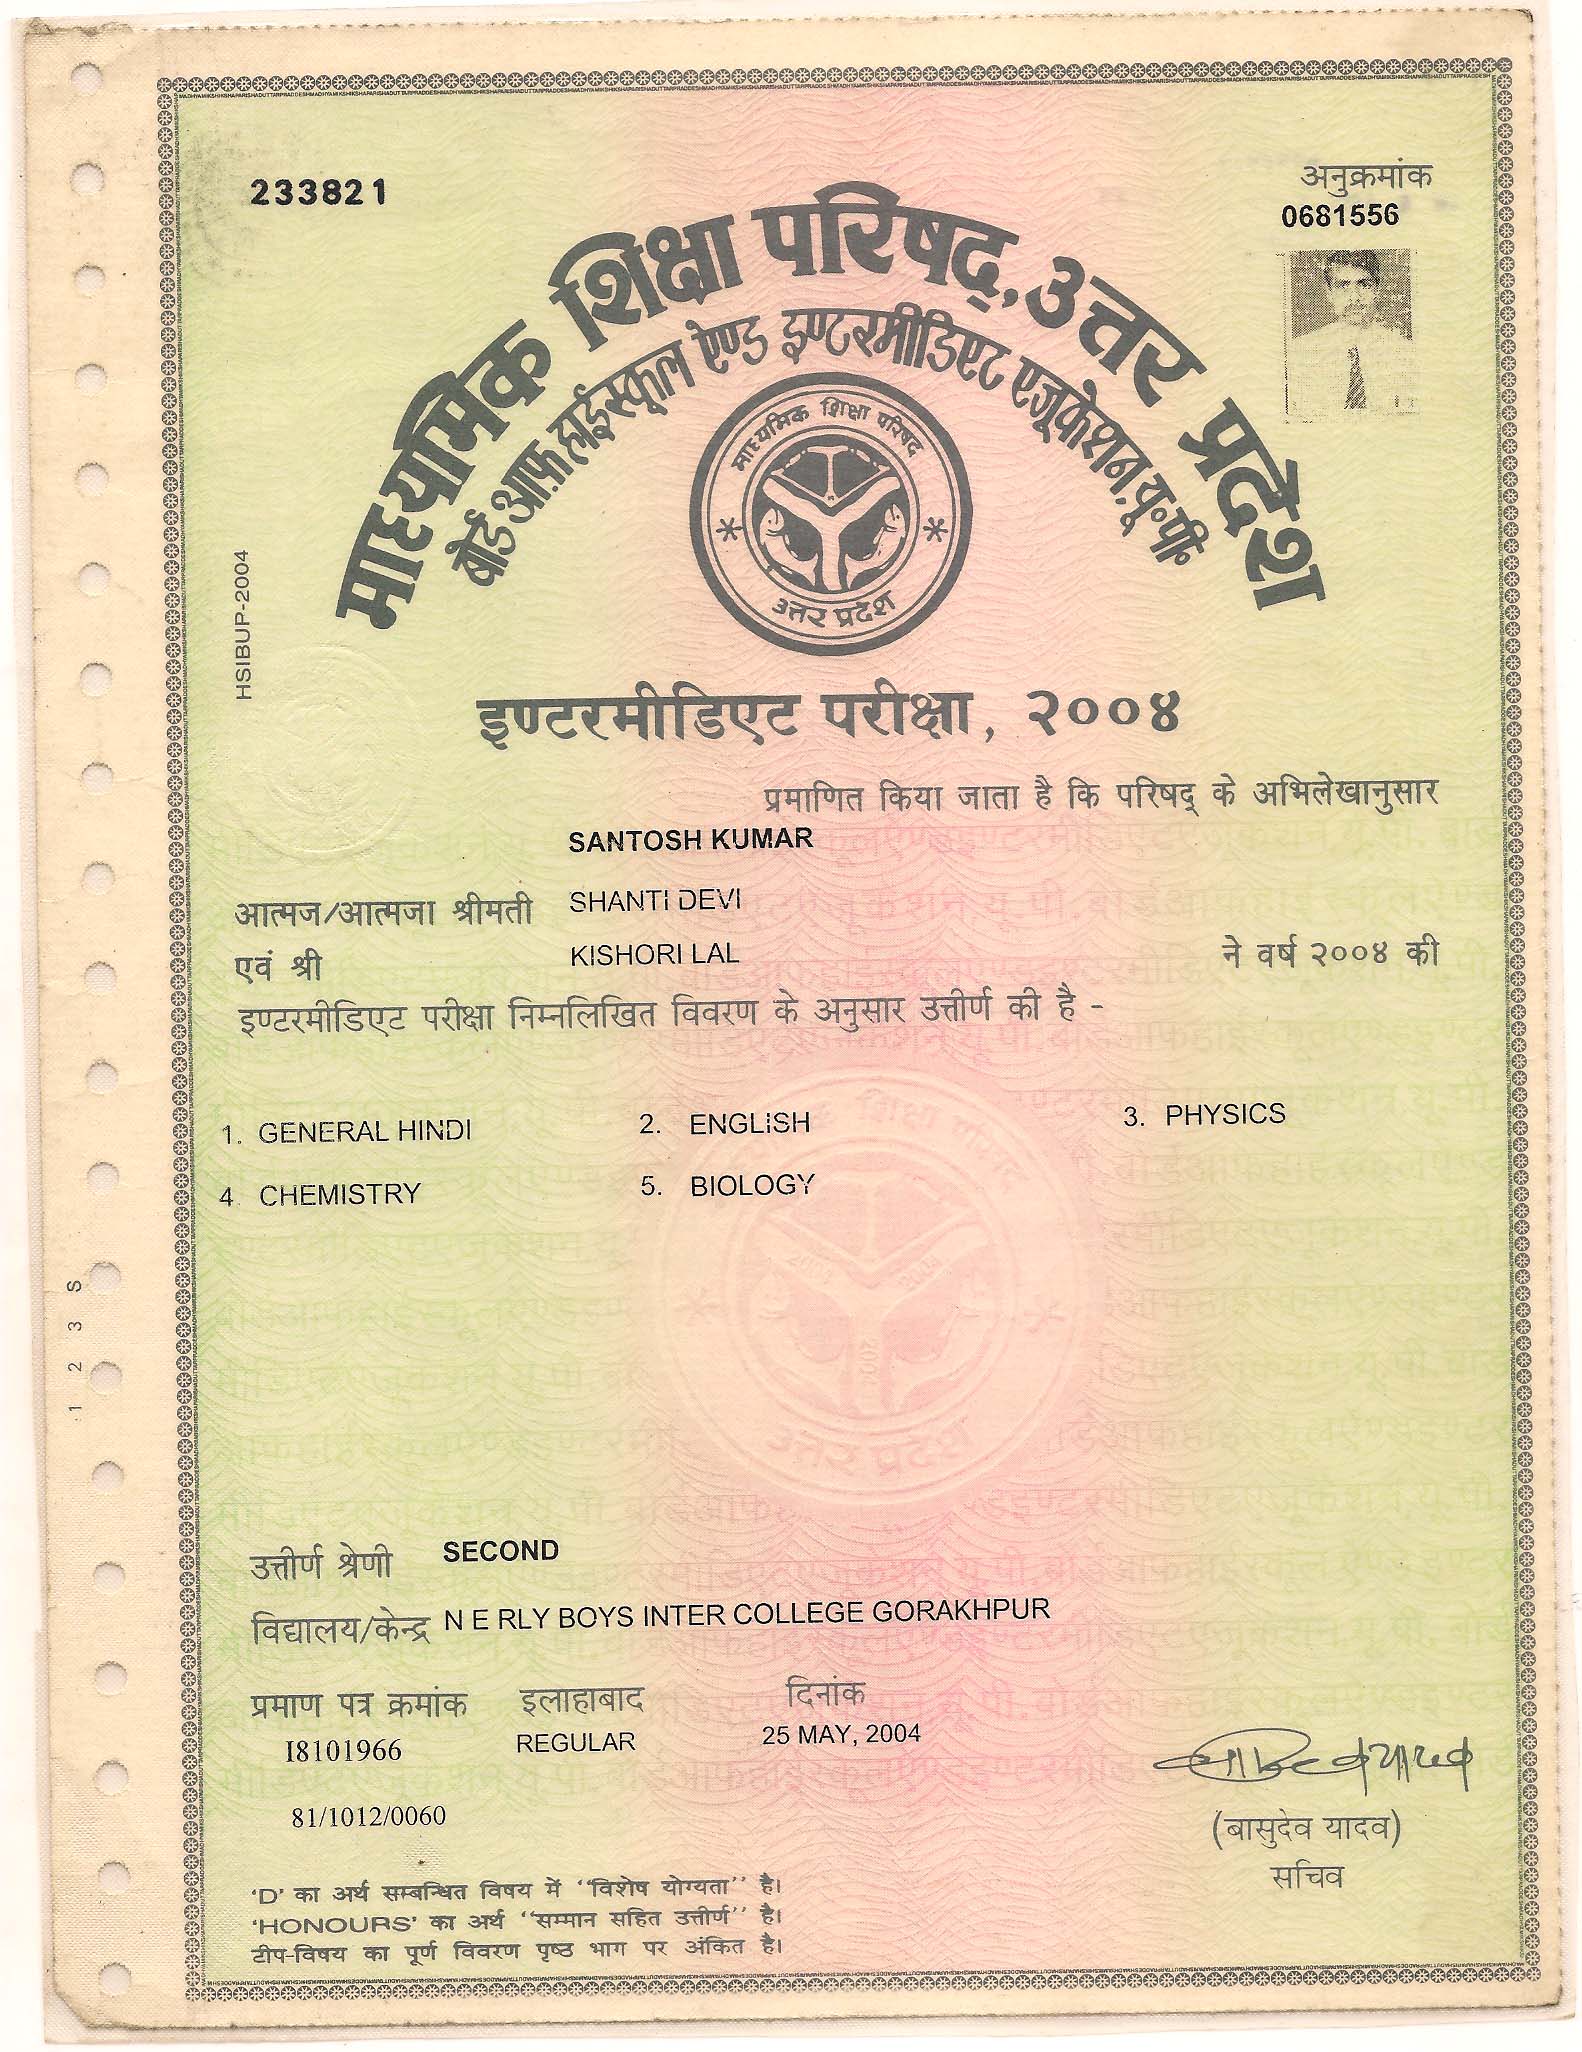 233821
अनुक्रमांक
0681556
माध्यमिक शिक्षा परिषद्, उत्तर प्रदेश
बोर्ड आफ़ हाईस्कूल ऐण्ड इण्टरमीडिएट एजूकेशन, यू॰पी॰
माध्यमिक शिक्षा परिषद
उत्तर प्रदेश
HSIBUP-2004
इण्टरमीडिएट परीक्षा, २००४
प्रमाणित किया जाता है कि परिषद् के अभिलेखानुसार
SANTOSH KUMAR
आत्मज/आत्मजा श्रीमती SHANTI DEVI
एवं श्री KISHORI LAL ने वर्ष २००४ की
इण्टरमीडिएट परीक्षा निम्नलिखित विवरण के अनुसार उत्तीर्ण की है -
1. GENERAL HINDI 2. ENGLISH 3. PHYSICS
4 CHEMISTRY 5. BIOLOGY
1 2 3 S
उत्तीर्ण श्रेणी SECOND
विद्यालय/केन्द्र N E RLY BOYS INTER COLLEGE GORAKHPUR
प्रमाण पत्र क्रमांक इलाहाबाद दिनांक
I8101966 REGULAR 25 MAY, 2004
81/1012/0060
(बासुदेव यादव)
सचिव
'D' का अर्थ सम्बन्धित विषय में "विशेष योग्यता" है।
'HONOURS' का अर्थ "सम्मान सहित उत्तीर्ण" है।
टीप-विषय का पूर्ण विवरण पृष्ठ भाग पर अंकित है।